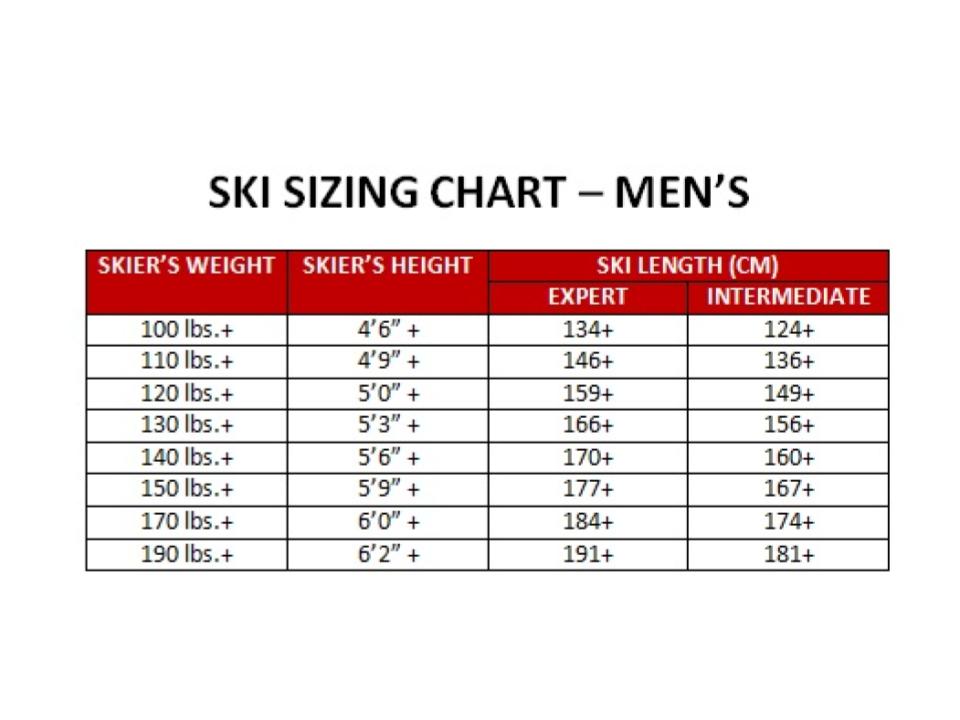 SKI SIZING CHART – MEN’S
SKIER’S WEIGHT SKIER’S HEIGHT SKI LENGTH (CM)
EXPERT INTERMEDIATE
100 lbs.+ 4’6” + 134+ 124+
110 lbs.+ 4’9” + 146+ 136+
120 lbs.+ 5’0” + 159+ 149+
130 lbs.+ 5’3” + 166+ 156+
140 lbs.+ 5’6” + 170+ 160+
150 lbs.+ 5’9” + 177+ 167+
170 lbs.+ 6’0” + 184+ 174+
190 lbs.+ 6’2” + 191+ 181+